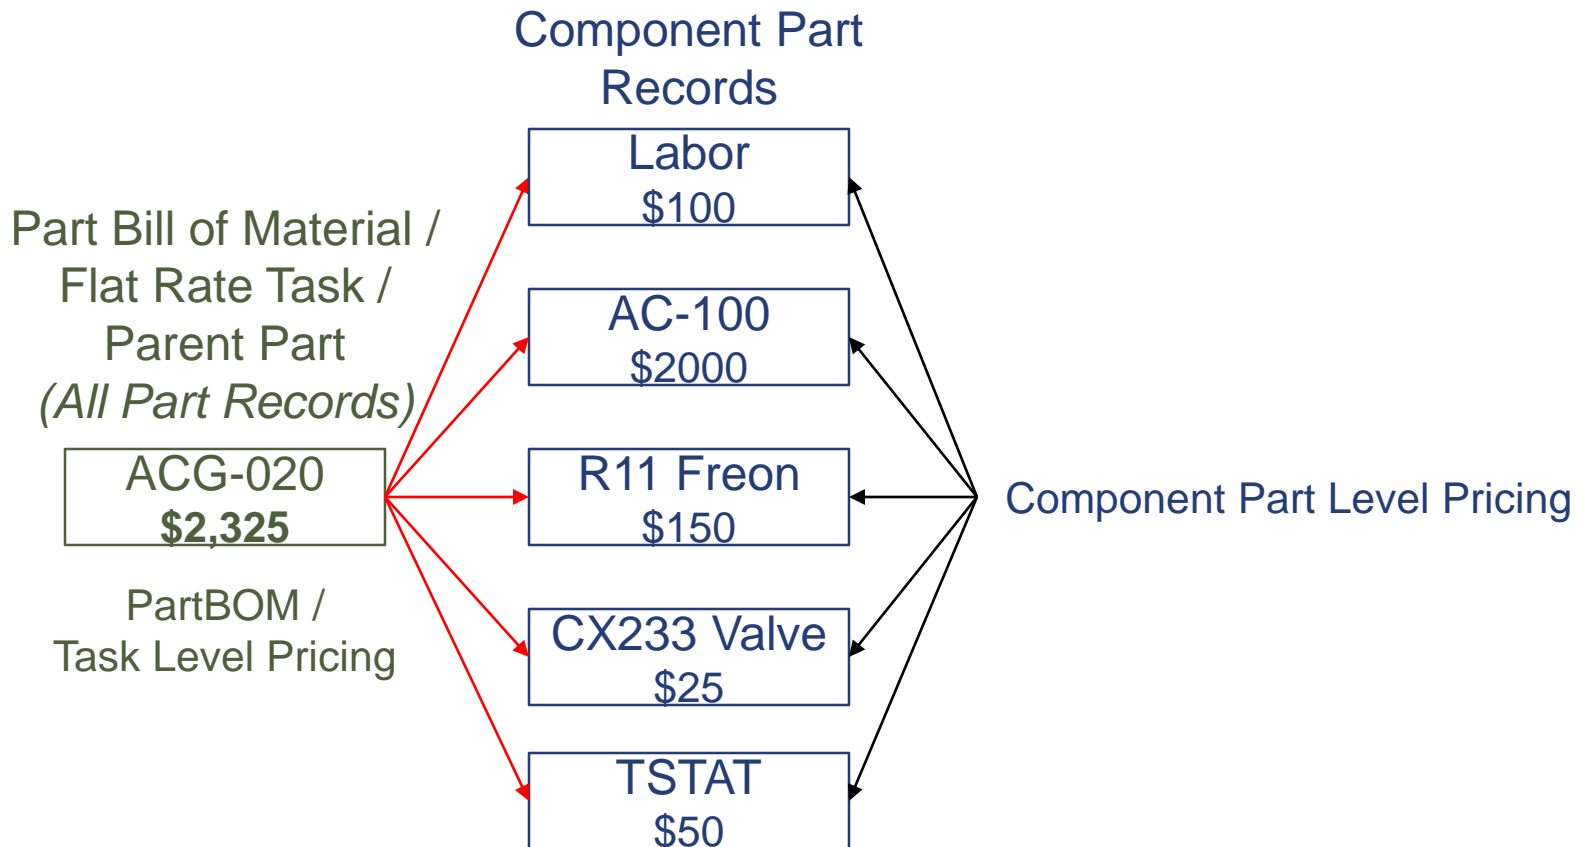 Component Part
Records
Labor
$100
Part Bill of Material /
Flat Rate Task /
Parent Part
(All Part Records)
AC-100
$2000
ACG-020
$2,325
R11 Freon
$150
Component Part Level Pricing
PartBOM /
Task Level Pricing
CX233 Valve
$25
TSTAT
$50